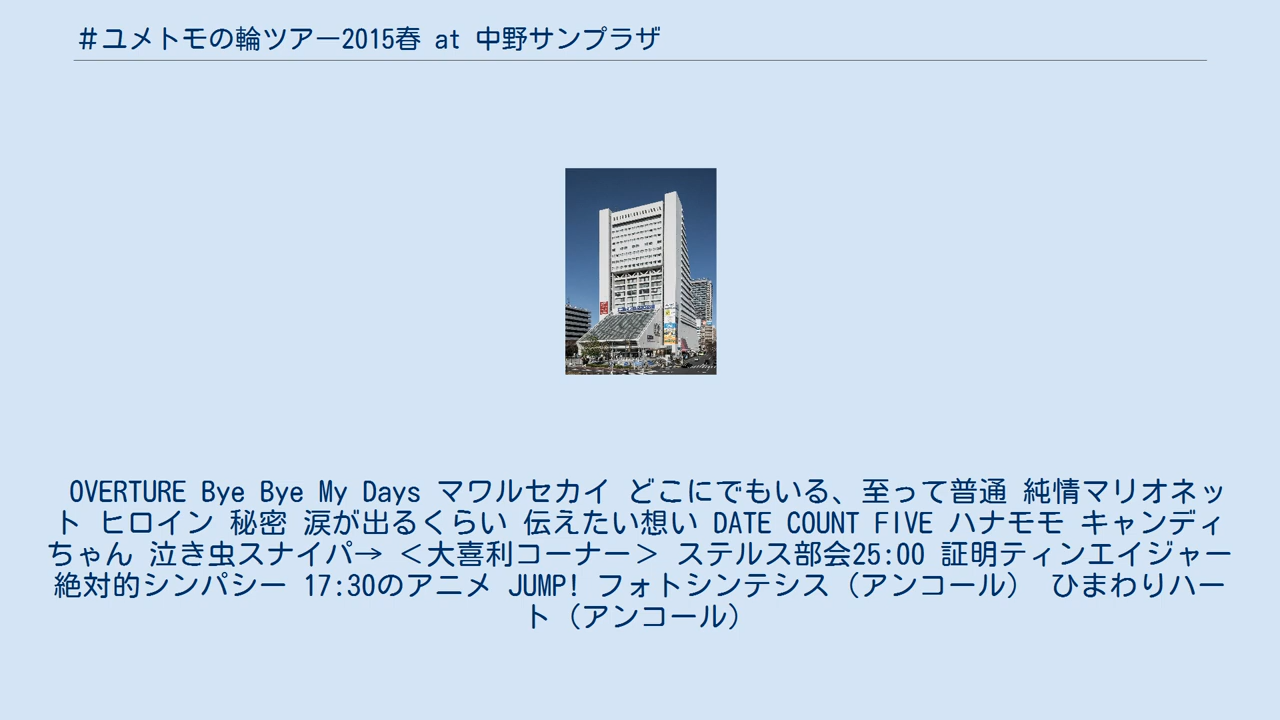 ＃ユメトモの輪ツアー2015春 at 中野サンプラザ
OVERTURE Bye Bye My Days マワルセカイ どこにでもいる、至って普通 純情マリオネッ
ト ヒロイン 秘密 涙が出るくらい 伝えたい想い DATE COUNT FIVE ハナモモ キャンディ
ちゃん 泣き虫スナイパ→ ＜大喜利コーナー＞ ステルス部会25:00 証明ティンエイジャー
絶対的シンパシー 17:30のアニメ JUMP! フォトシンテシス（アンコール） ひまわりハー
ト（アンコール）